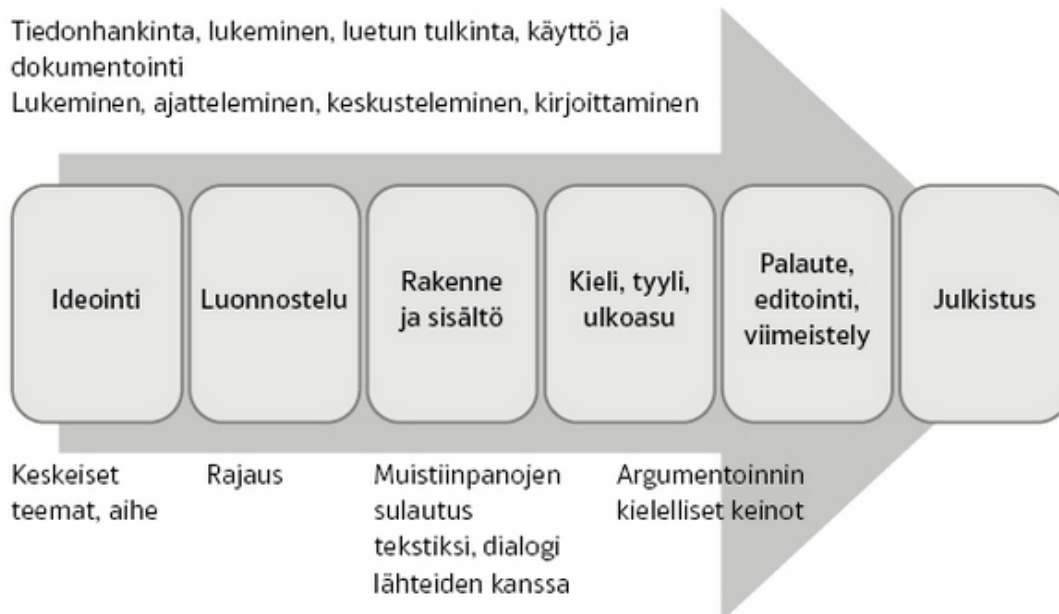 Tiedonhankinta, lukeminen, luetun tulkinta, käyttö ja
dokumentointi
Lukeminen, ajatteleminen, keskusteleminen, kirjoittaminen
Ideointi
Luonnostelu
Rakenne
ja sisältö
Kieli, tyyli,
ulkoasu
Palaute,
editointi,
viimeistely
Julkistus
Keskeiset
teemat, aihe
Rajaus
Muistiinpanojen
sulautus
tekstiksi, dialogi
lähteiden kanssa
Argumentoinnin
kielelliset keinot